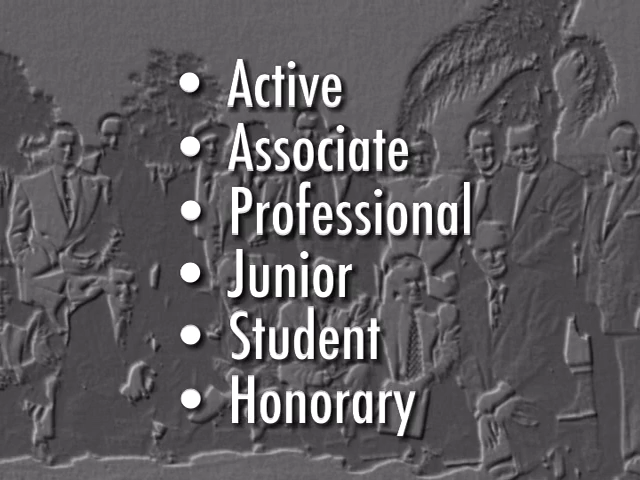 • Active
• Associate
• Professional
• Junior
• Student
• Honorary